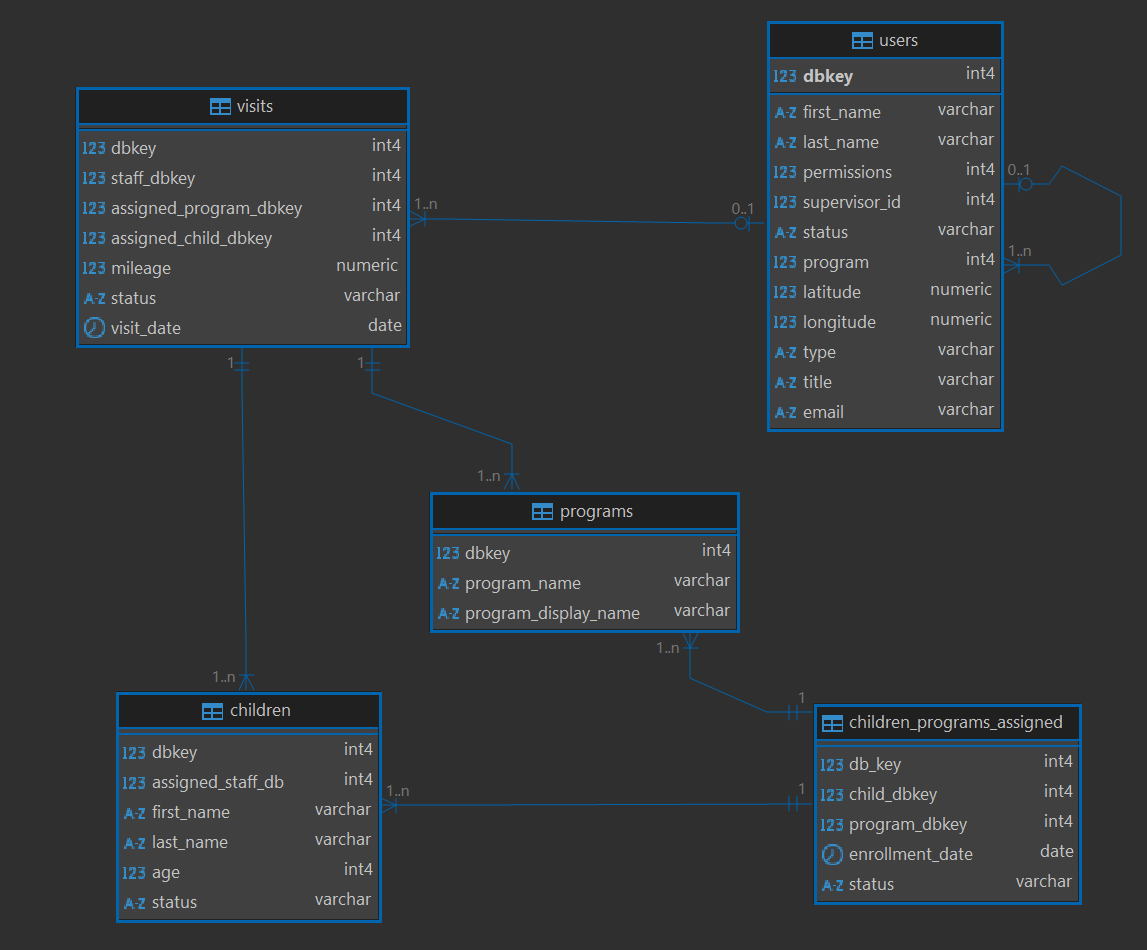 users
123 dbkey int4
A-Z first_name varchar
A-Z last_name varchar
123 permissions int4
123 supervisor_id int4
A-Z status varchar
123 program int4
123 latitude numeric
123 longitude numeric
A-Z type varchar
A-Z title varchar
A-Z email varchar
0..1
1..n
visits
123 dbkey int4
123 staff_dbkey int4
123 assigned_program_dbkey int4
123 assigned_child_dbkey int4
123 mileage numeric
A-Z status varchar
visit_date date
1..n
0..1
1
1
1..n
programs
123 dbkey int4
A-Z program_name varchar
A-Z program_display_name varchar
1..n
1
1..n
children
123 dbkey int4
123 assigned_staff_db int4
A-Z first_name varchar
A-Z last_name varchar
123 age int4
A-Z status varchar
1..n
1
children_programs_assigned
123 db_key int4
123 child_dbkey int4
123 program_dbkey int4
enrollment_date date
A-Z status varchar